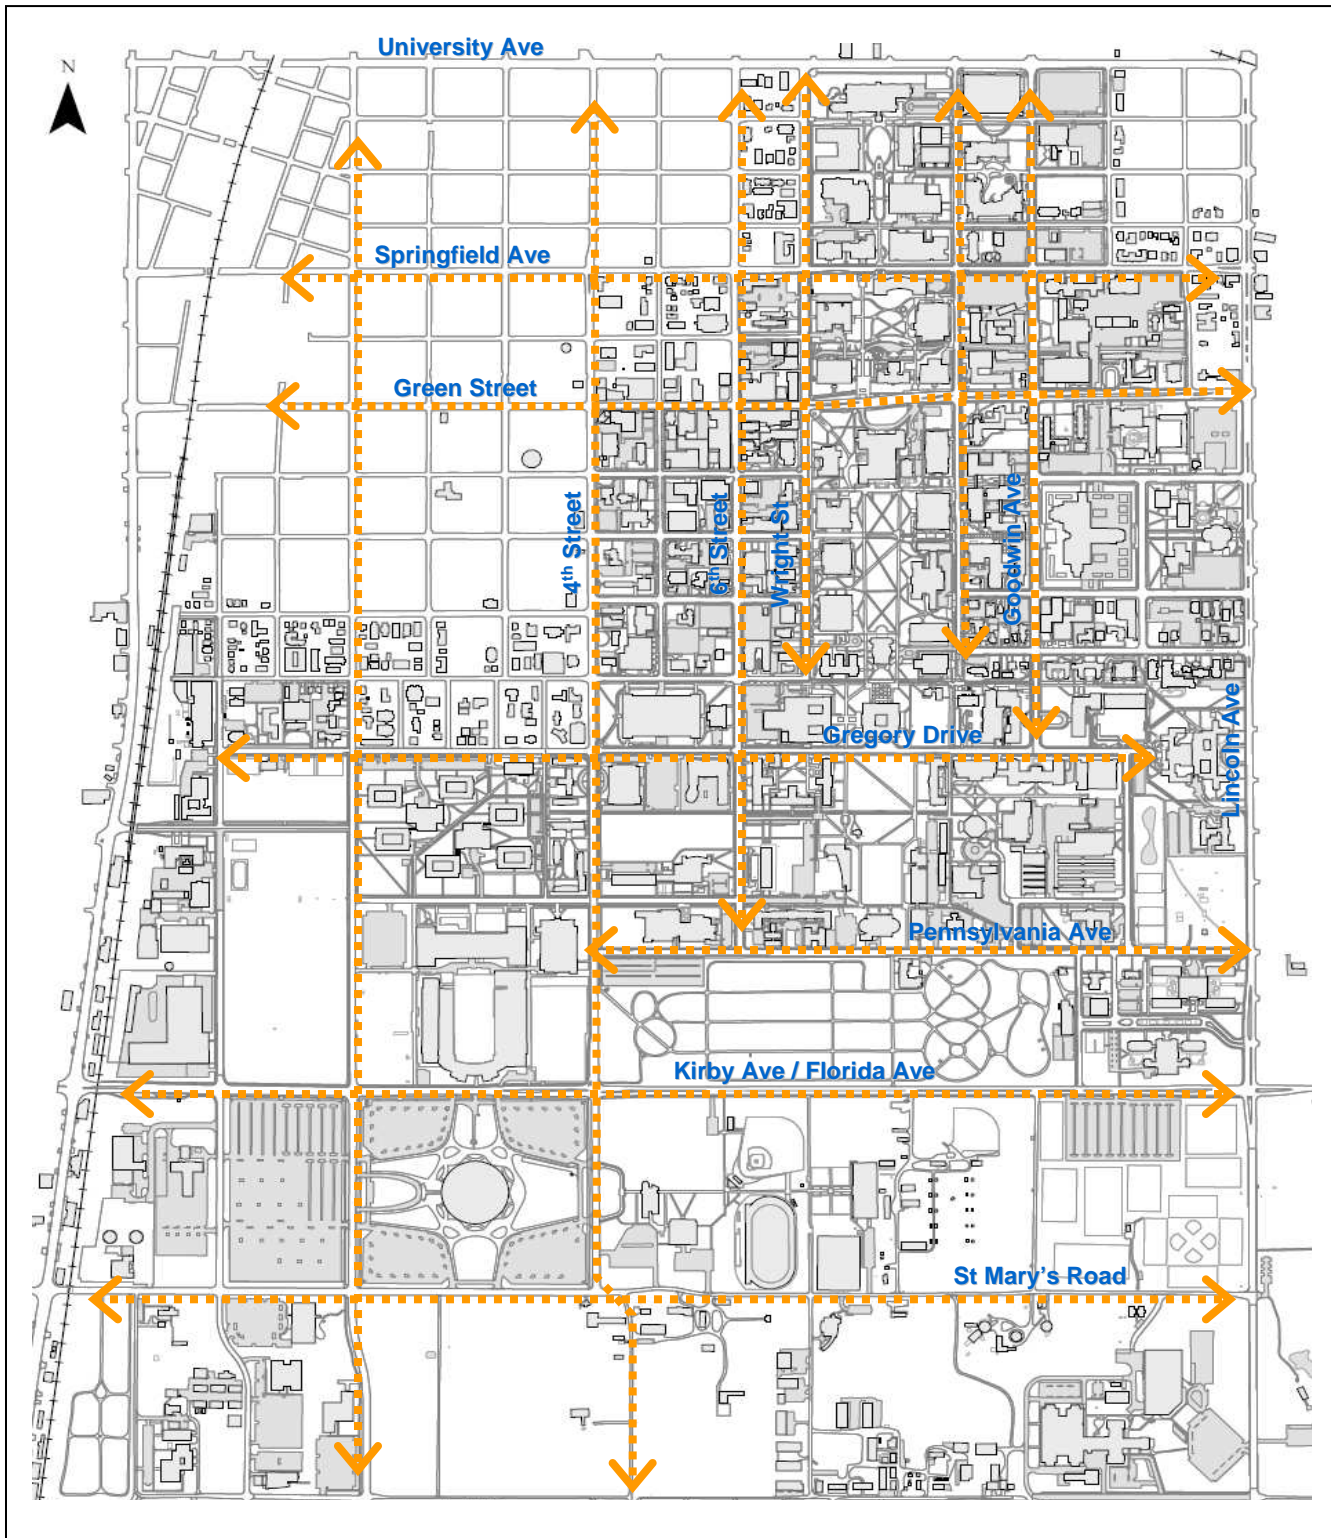 University Ave
N
Springfield Ave
Green Street
4th Street
6th Street
Wright St
Goodwin Ave
Lincoln Ave
Gregory Drive
Pennsylvania Ave
Kirby Ave / Florida Ave
St Mary's Road